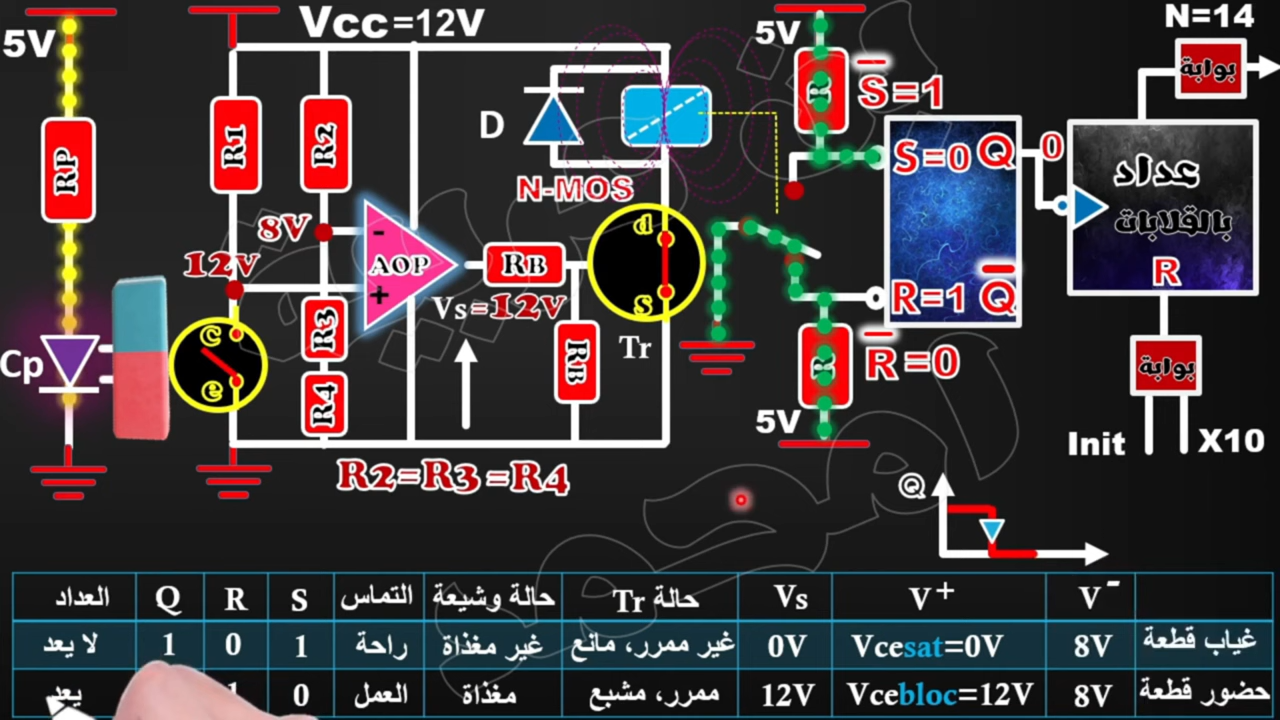 5V
RP
Cp
Vcc=12V
R1
R2
8V
12V
-
AOP
+
c
e
R3
R4
R2=R3=R4
Vs=12V
RB
RB
D
N-MOS
d
S
Tr
5V
R
S̅=1
S=0 Q 0
R=1 Q̅
R̅=0
R
5V
N=14
بوابة
عداد
بالقلابات
R
بوابة
Init X10
Q
العداد Q R S التماس حالة وشيعة حالة Tr Vs V+ V-
لا يعد 1 0 1 راحة غير مغذاة غير ممرر، مانع 0V Vcesat=0V 8V غياب قطعة
يعد 1 0 العمل مغذاة ممرر، مشبع 12V Vcebloc=12V 8V حضور قطعة